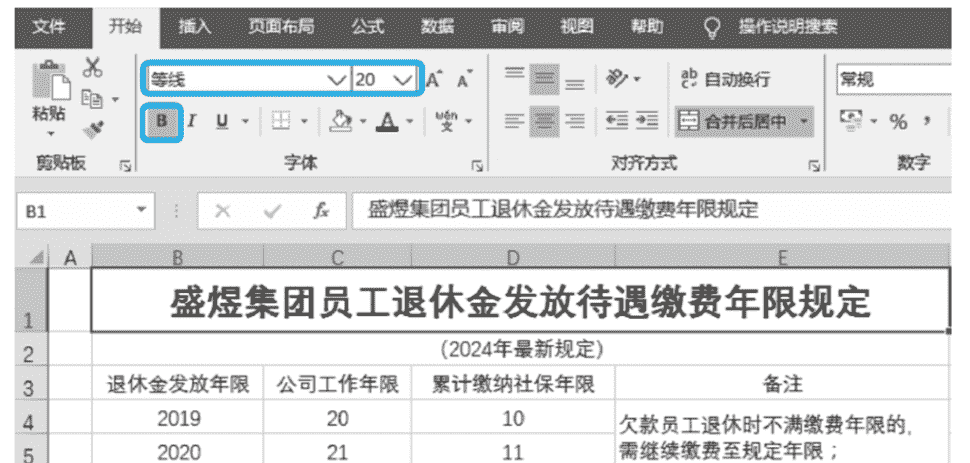 文件 开始 插入 页面布局 公式 数据 审阅 视图 帮助 操作说明搜索
等线 20 A A ab 自动换行 常规
粘贴 B I U A wén 文 合并后居中 % ,
剪贴板 字体 对齐方式 数字
B1 fx 盛煜集团员工退休金发放待遇缴费年限规定
A B C D E
1 盛煜集团员工退休金发放待遇缴费年限规定
2 (2024年最新规定)
3 退休金发放年限 公司工作年限 累计缴纳社保年限 备注
4 2019 20 10 欠款员工退休时不满缴费年限的,
5 2020 21 11 需继续缴费至规定年限；